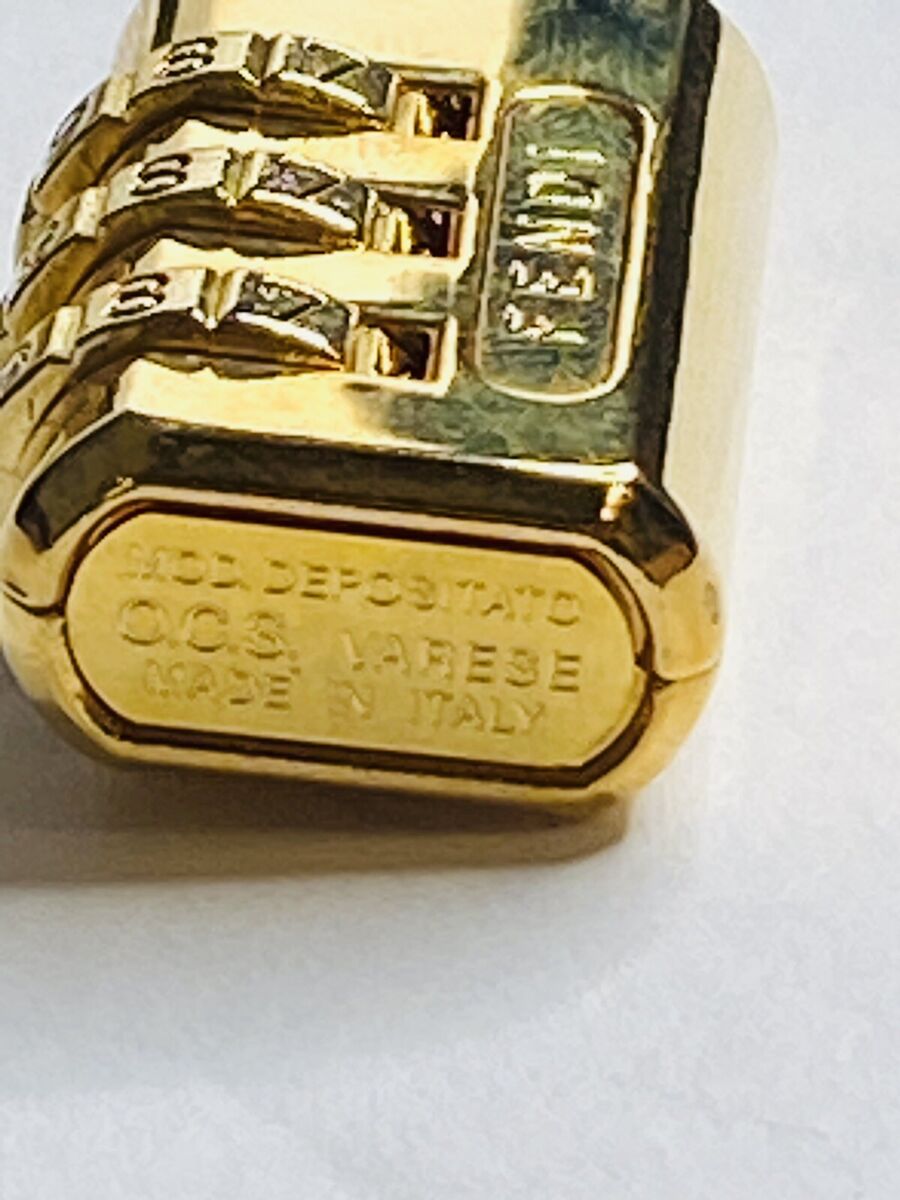 FENDI
MOD. DEPOSITATO
O.C.S. VARESE
MADE IN ITALY